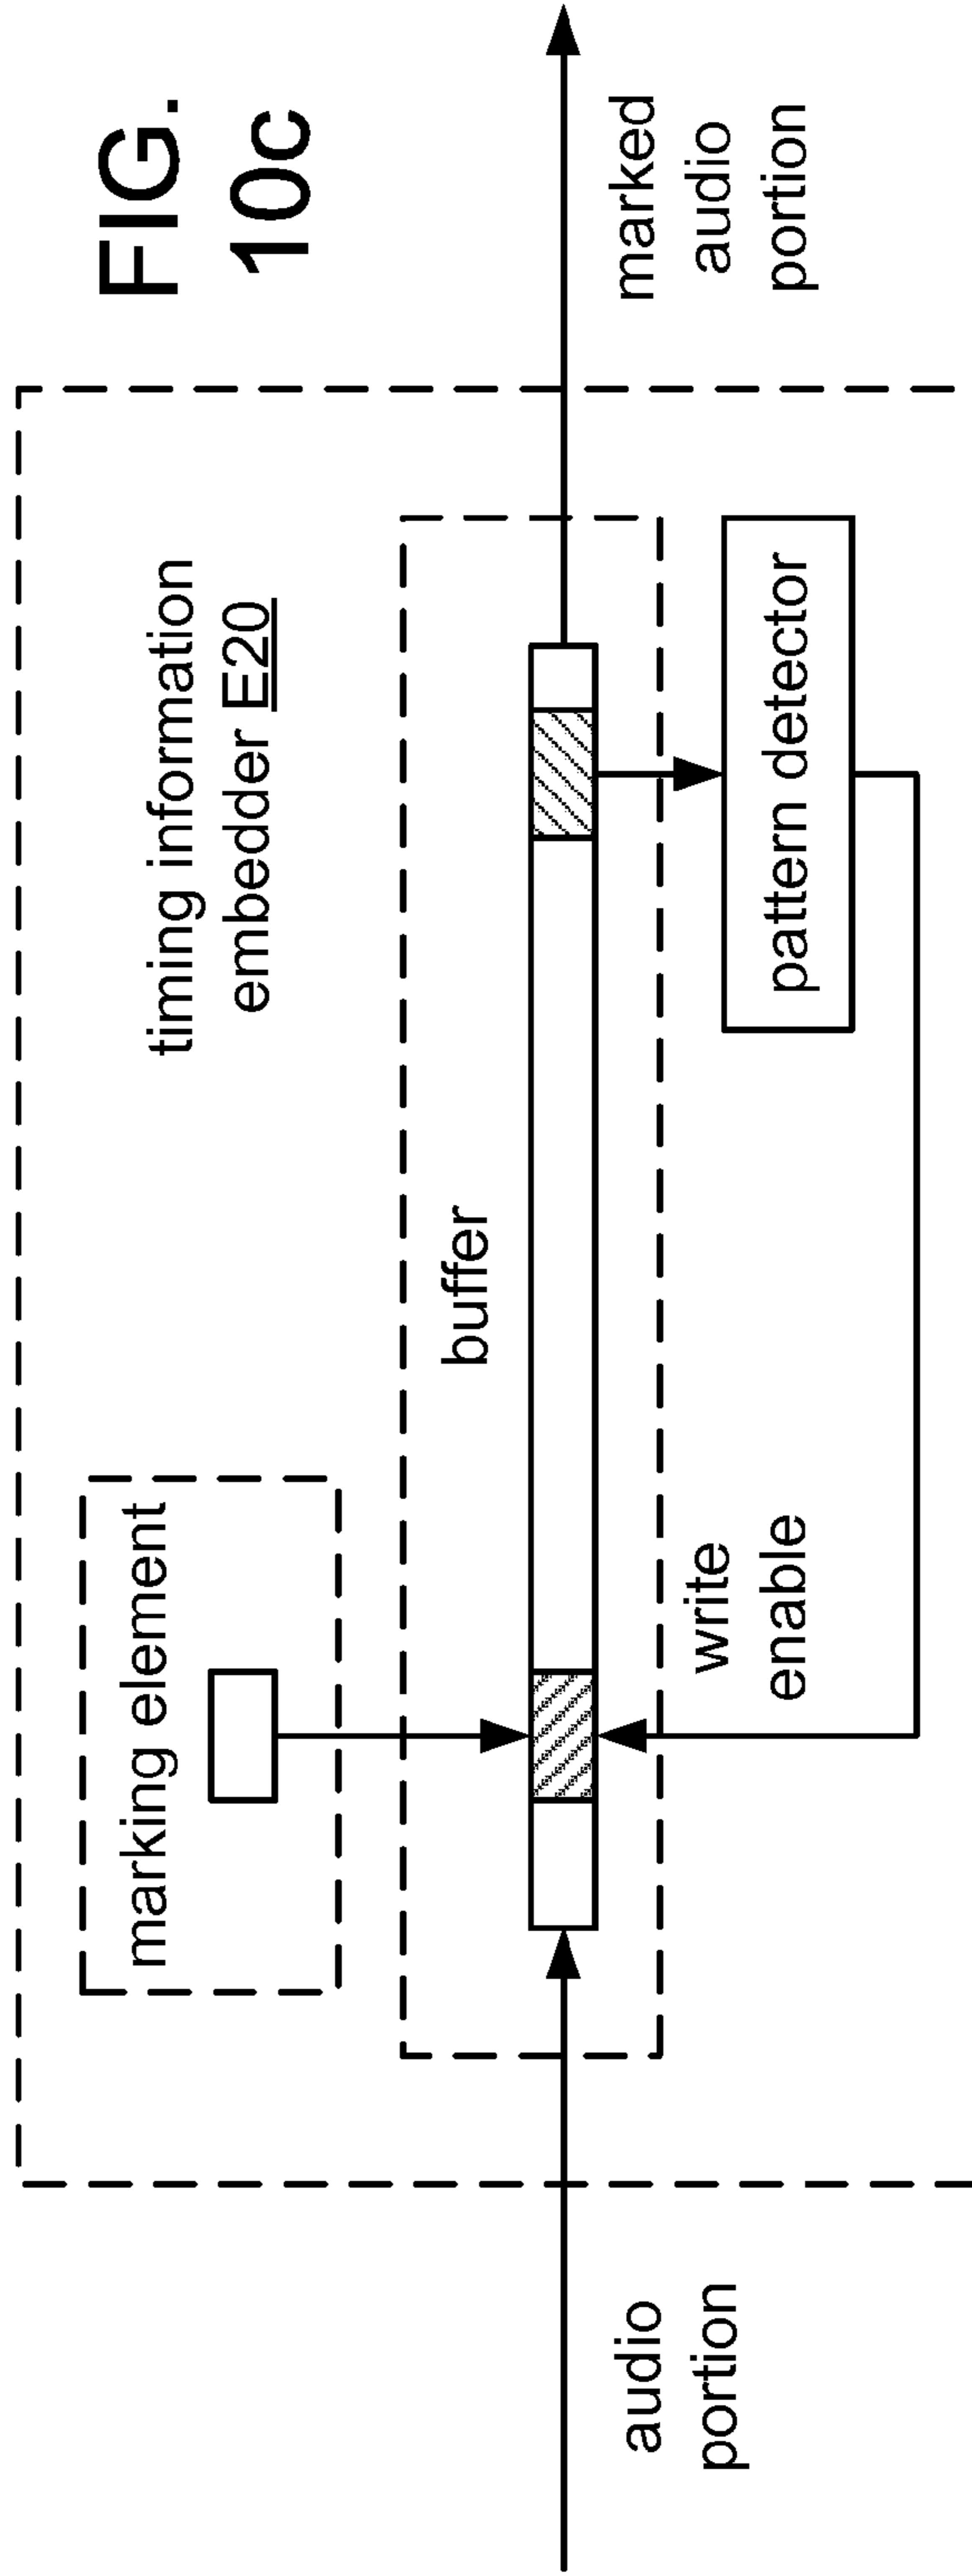 FIG.
10c
timing information
embedder E20
marking element
buffer
write
enable
pattern detector
audio
portion
marked
audio
portion